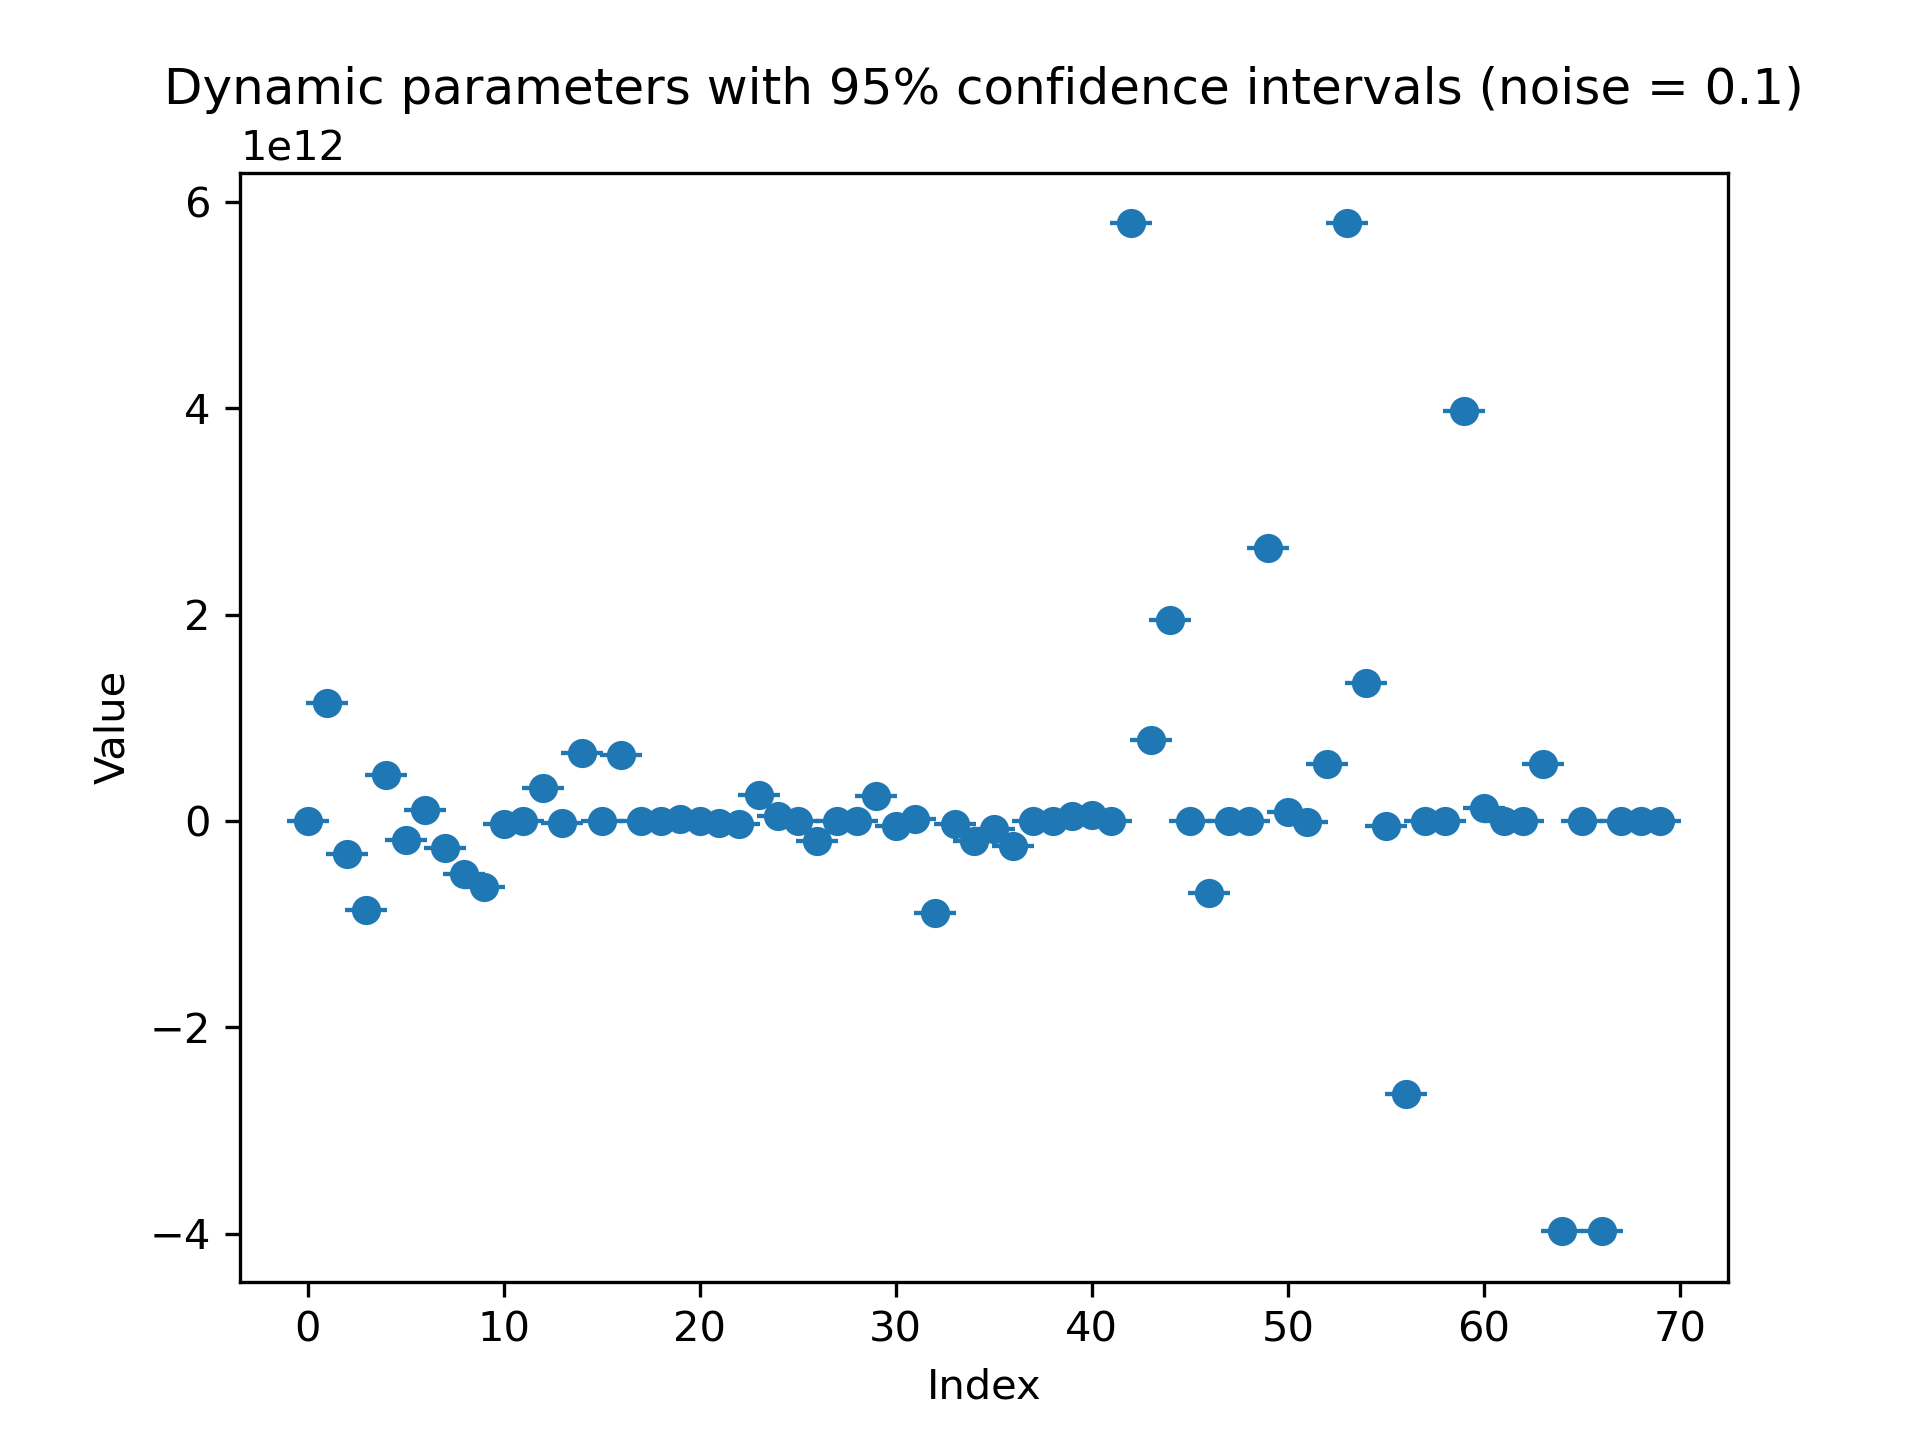 Dynamic parameters with 95% confidence intervals (noise = 0.1)
1e12
6
4
2
0
−2
−4
Value
0 10 20 30 40 50 60 70
Index